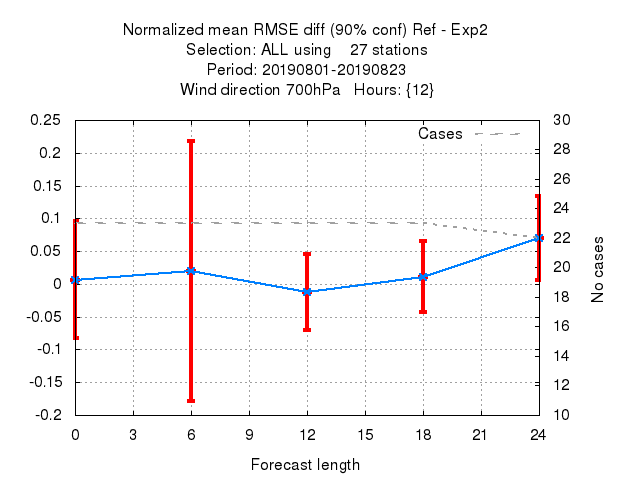 Normalized mean RMSE diff (90% conf) Ref - Exp2
Selection: ALL using    27 stations
Period: 20190801-20190823
Wind direction 700hPa   Hours: {12}
Cases
0.25
0.2
0.15
0.1
0.05
0
-0.05
-0.1
-0.15
-0.2
30
28
26
24
22
20
18
16
14
12
10
No cases
0 3 6 9 12 15 18 21 24
Forecast length